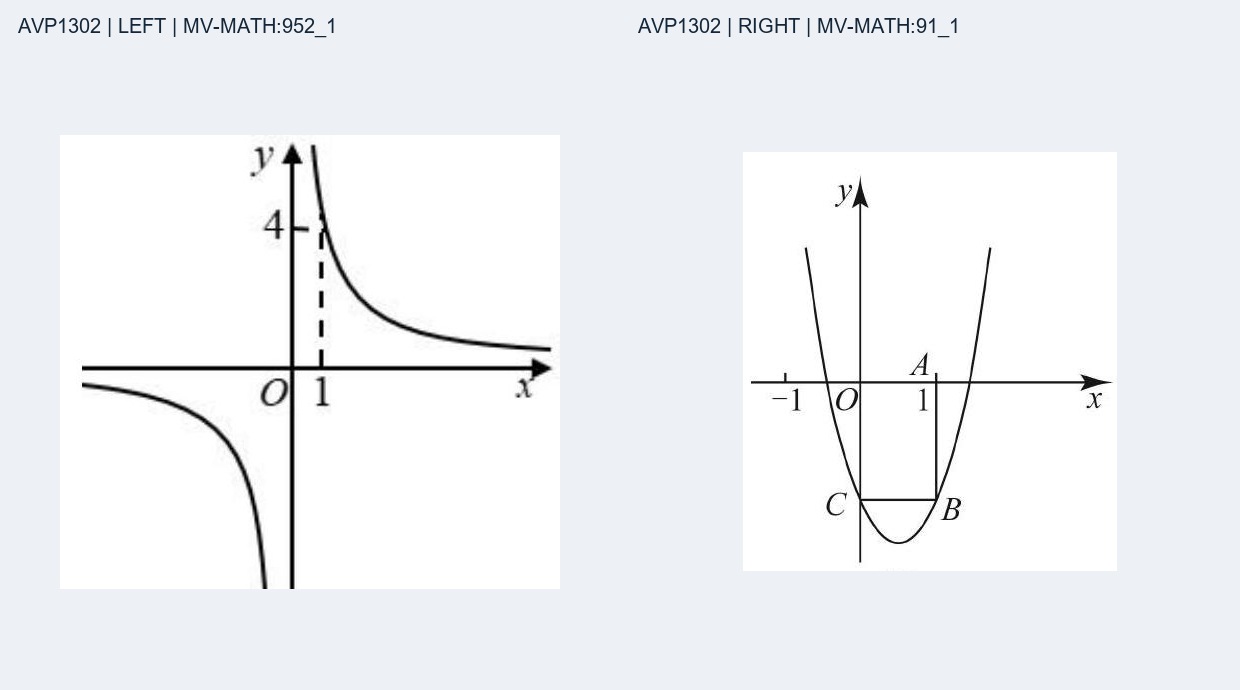 AVP1302 | LEFT | MV-MATH:952_1
AVP1302 | RIGHT | MV-MATH:91_1
y
4
O
1
x
y
A
−1
O
1
x
C
B